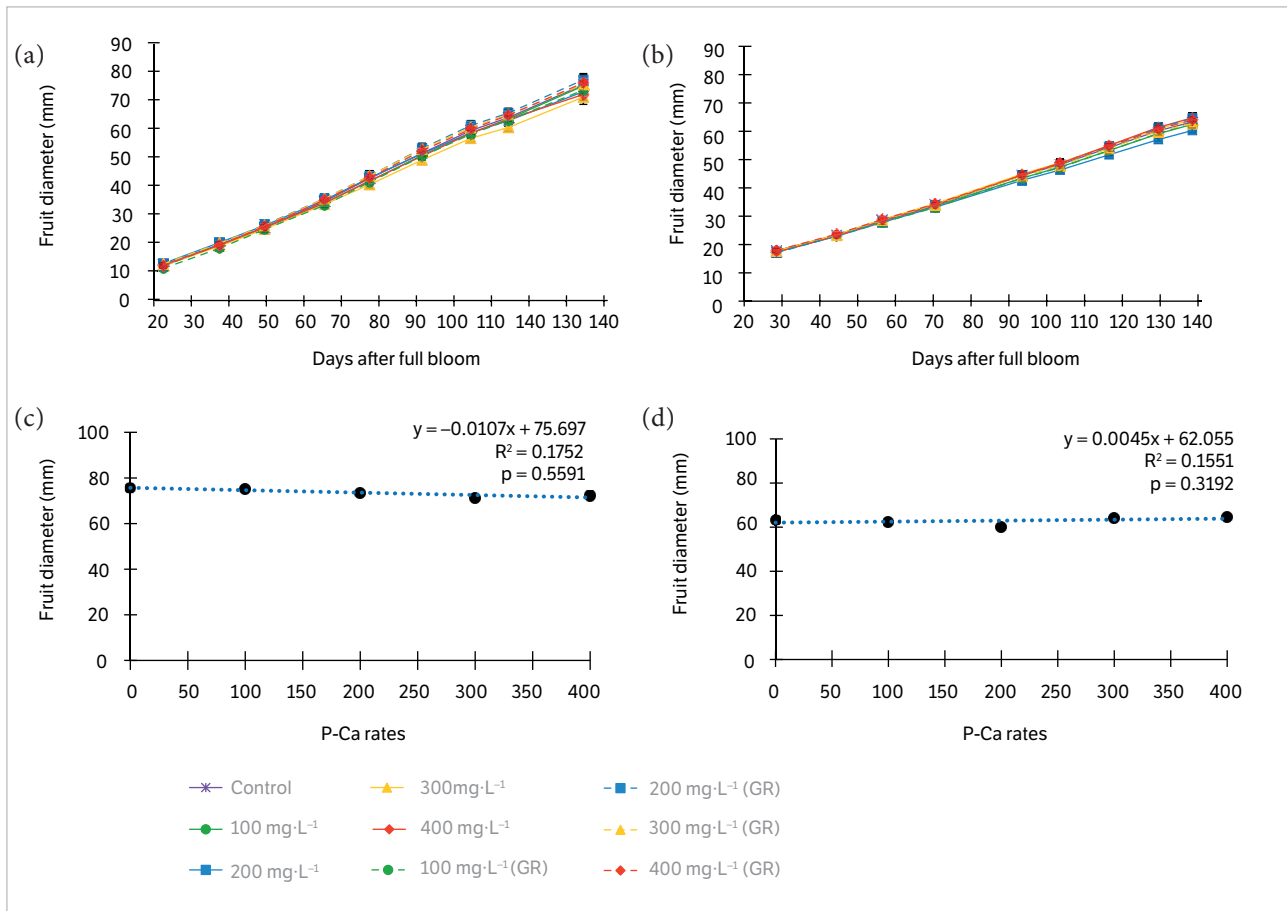 (a)
90
80
70
60
50
40
30
20
10
0
Fruit diameter (mm)
20 30 40 50 60 70 80 90 100 110 120 130 140
Days after full bloom
(b)
90
80
70
60
50
40
30
20
10
0
Fruit diameter (mm)
20 30 40 50 60 70 80 90 100 110 120 130 140
Days after full bloom
(c)
y = –0.0107x + 75.697
R² = 0.1752
p = 0.5591
100
80
60
40
20
0
Fruit diameter (mm)
0 50 100 150 200 250 300 350 400
P-Ca rates
(d)
y = 0.0045x + 62.055
R² = 0.1551
p = 0.3192
100
80
60
40
20
0
Fruit diameter (mm)
0 50 100 150 200 250 300 350 400
P-Ca rates
Control
300mg·L⁻¹
200 mg·L⁻¹ (GR)
100 mg·L⁻¹
400 mg·L⁻¹
300 mg·L⁻¹ (GR)
200 mg·L⁻¹
100 mg·L⁻¹ (GR)
400 mg·L⁻¹ (GR)